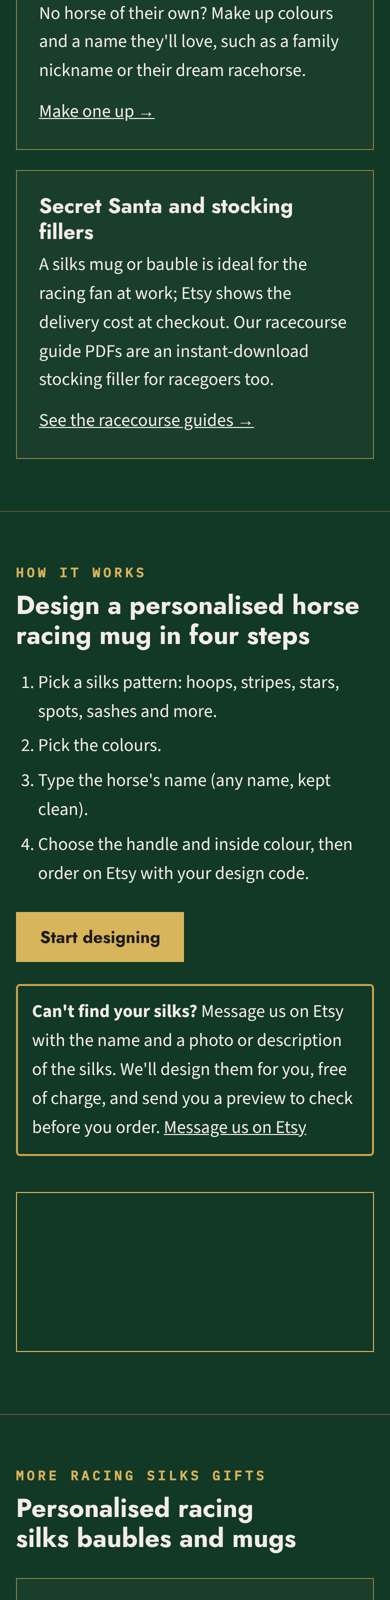 No horse of their own? Make up colours
and a name they'll love, such as a family
nickname or their dream racehorse.
Make one up →
Secret Santa and stocking
fillers
A silks mug or bauble is ideal for the
racing fan at work; Etsy shows the
delivery cost at checkout. Our racecourse
guide PDFs are an instant-download
stocking filler for racegoers too.
See the racecourse guides →
HOW IT WORKS
Design a personalised horse
racing mug in four steps
1. Pick a silks pattern: hoops, stripes, stars,
spots, sashes and more.
2. Pick the colours.
3. Type the horse's name (any name, kept
clean).
4. Choose the handle and inside colour, then
order on Etsy with your design code.
Start designing
Can't find your silks? Message us on Etsy
with the name and a photo or description
of the silks. We'll design them for you, free
of charge, and send you a preview to check
before you order. Message us on Etsy
MORE RACING SILKS GIFTS
Personalised racing
silks baubles and mugs